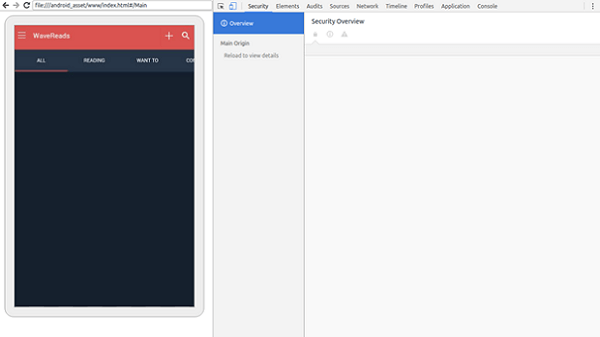 file:///android_asset/www/index.html#/Main
Security Elements Audits Sources Network Timeline Profiles Application Console
WaveReads
ALL READING WANT TO
Overview
Main Origin
Reload to view details
Security Overview